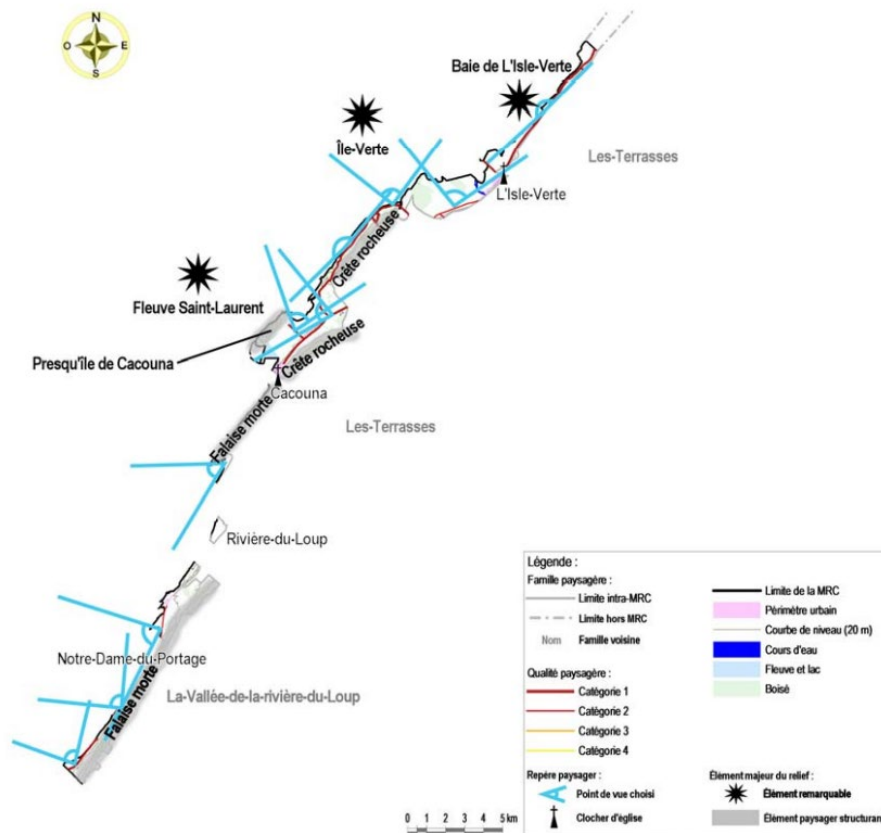 N
O
E
S
Baie de L'Isle-Verte
Île-Verte
Les-Terrasses
L'Isle-Verte
Crête rocheuse
Fleuve Saint-Laurent
Presqu'île de Cacouna
Crête rocheuse
Cacouna
Falaise morte
Les-Terrasses
Rivière-du-Loup
Notre-Dame-du-Portage
La-Vallée-de-la-rivière-du-Loup
Falaise morte
Légende :
Famille paysagère :
Limite intra-MRC
Limite hors MRC
Nom Famille voisine
Qualité paysagère :
Catégorie 1
Catégorie 2
Catégorie 3
Catégorie 4
Repère paysager :
Point de vue choisi
Clocher d'église
Limite de la MRC
Périmètre urbain
Courbe de niveau (20 m)
Cours d'eau
Fleuve et lac
Boisé
Élément majeur du relief :
Élément remarquable
Élément paysager structurant
0 1 2 3 4 5 km